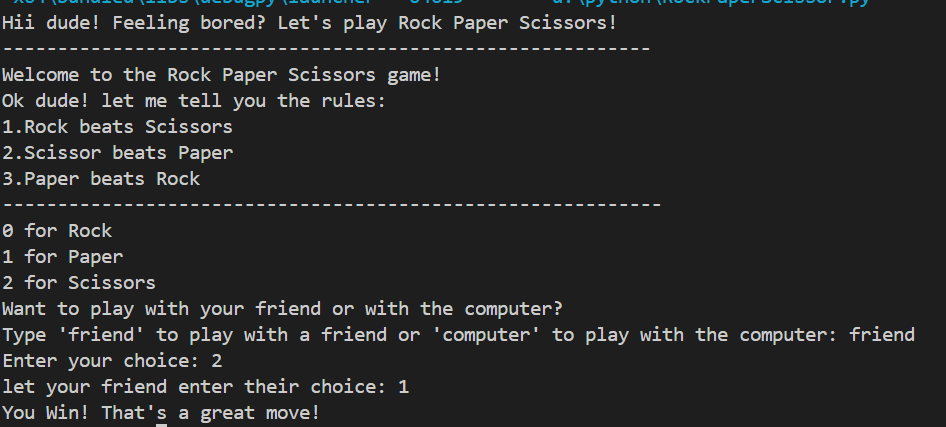 Hii dude! Feeling bored? Let's play Rock Paper Scissors!
-----------------------------------------------------------
Welcome to the Rock Paper Scissors game!
Ok dude! let me tell you the rules:
1.Rock beats Scissors
2.Scissor beats Paper
3.Paper beats Rock
------------------------------------------------------------
0 for Rock
1 for Paper
2 for Scissors
Want to play with your friend or with the computer?
Type 'friend' to play with a friend or 'computer' to play with the computer: friend
Enter your choice: 2
let your friend enter their choice: 1
You Win! That's a great move!